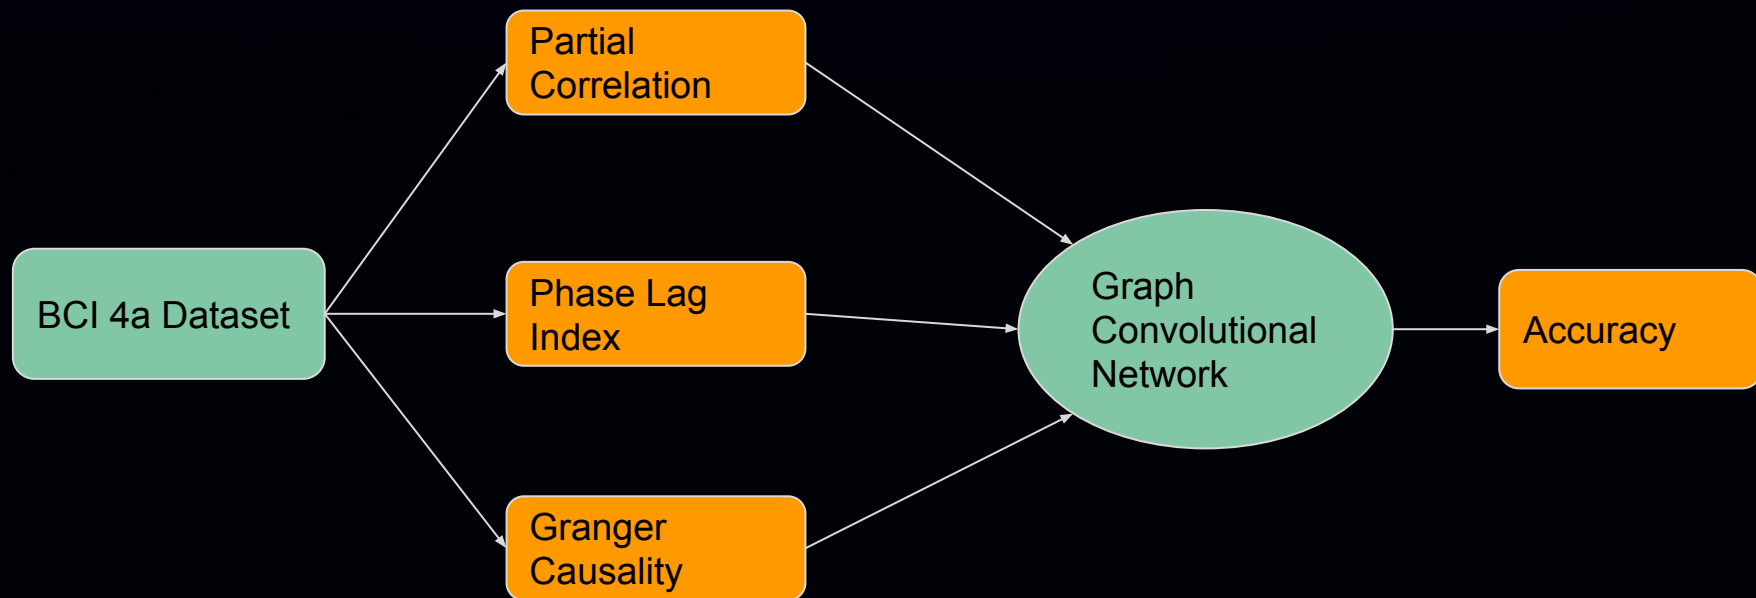 Partial
Correlation
BCI 4a Dataset
Phase Lag
Index
Granger
Causality
Graph
Convolutional
Network
Accuracy